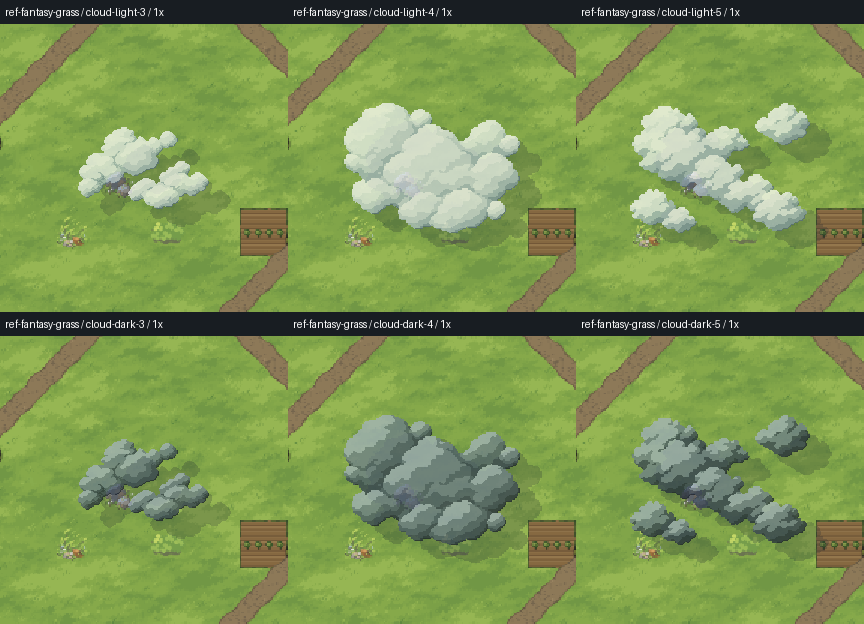 ref-fantasy-grass / cloud-light-3 / 1x
ref-fantasy-grass / cloud-light-4 / 1x
ref-fantasy-grass / cloud-light-5 / 1x
ref-fantasy-grass / cloud-dark-3 / 1x
ref-fantasy-grass / cloud-dark-4 / 1x
ref-fantasy-grass / cloud-dark-5 / 1x